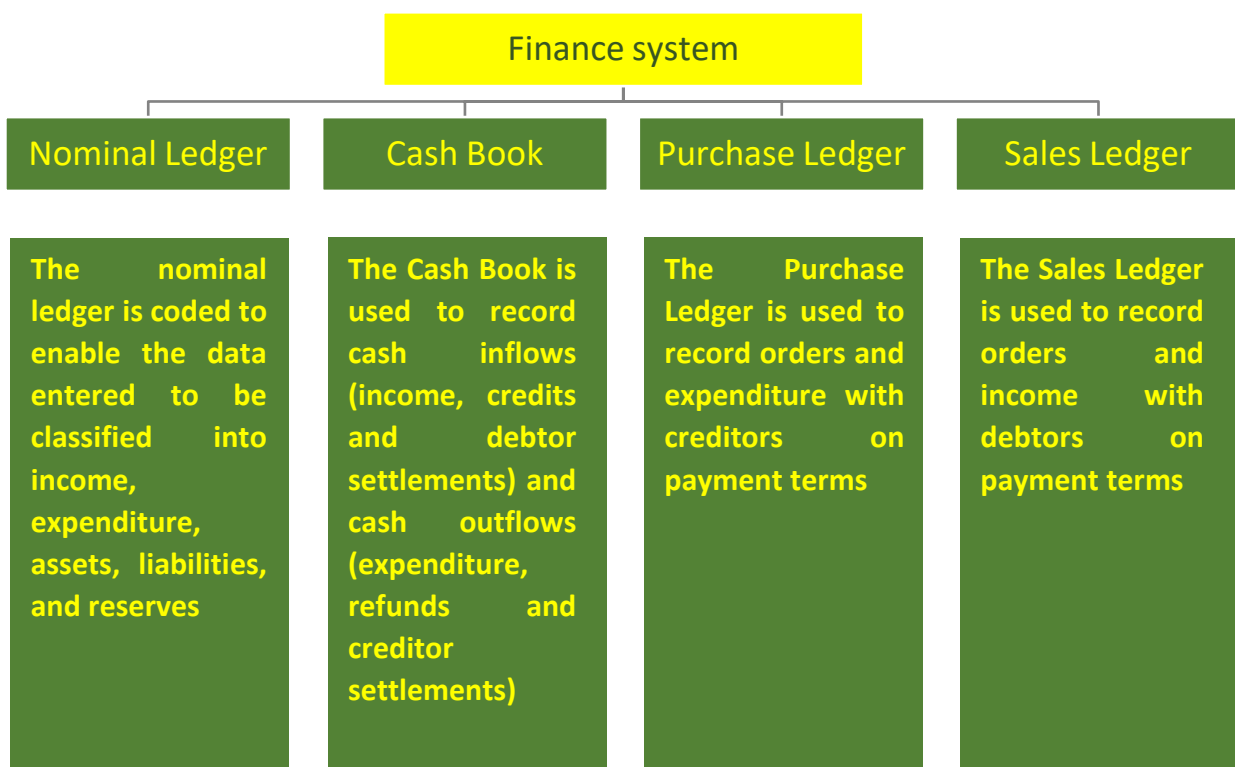 Finance system
Nominal Ledger
Cash Book
Purchase Ledger
Sales Ledger
The nominal
ledger is coded to
enable the data
entered to be
classified into
income,
expenditure,
assets, liabilities,
and reserves
The Cash Book is
used to record
cash inflows
(income, credits
and debtor
settlements) and
cash outflows
(expenditure,
refunds and
creditor
settlements)
The Purchase
Ledger is used to
record orders and
expenditure with
creditors on
payment terms
The Sales Ledger
is used to record
orders and
income with
debtors on
payment terms